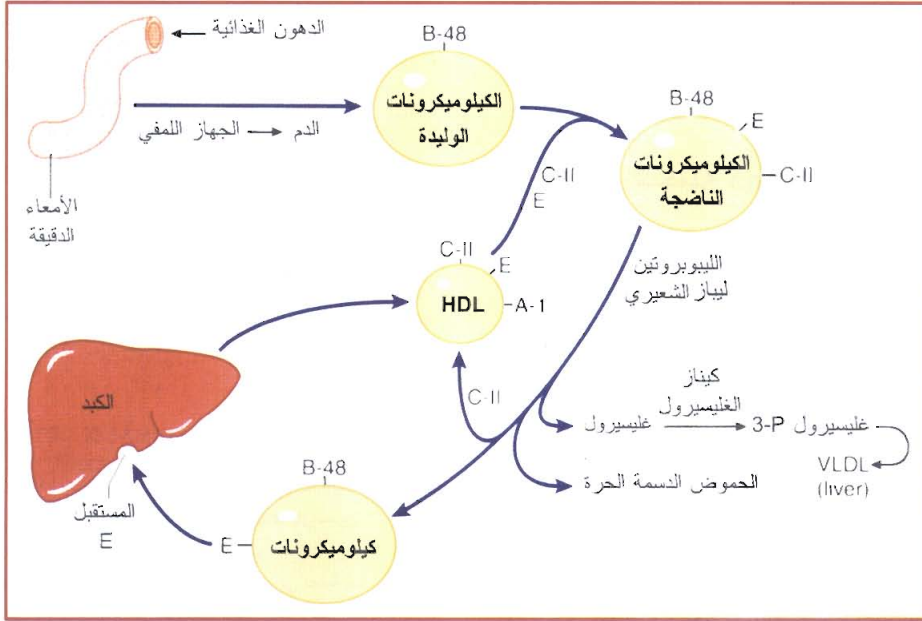 الدهون الغذائية
B-48
الكيلوميكرونات
الوليدة
الدم ← الجهاز اللمفي
الأمعاء
الدقيقة
B-48
E
الكيلوميكرونات
الناضجة
C-II
C-II
E
C-II
E
HDL
A-1
الليبوبروتين
ليباز الشعيري
الكبد
C-II
كيناز
الغليسيرول
غليسيرول
غليسيرول 3-P
VLDL
(liver)
الحموض الدسمة الحرة
B-48
كيلوميكرونات
E
المستقبل
E